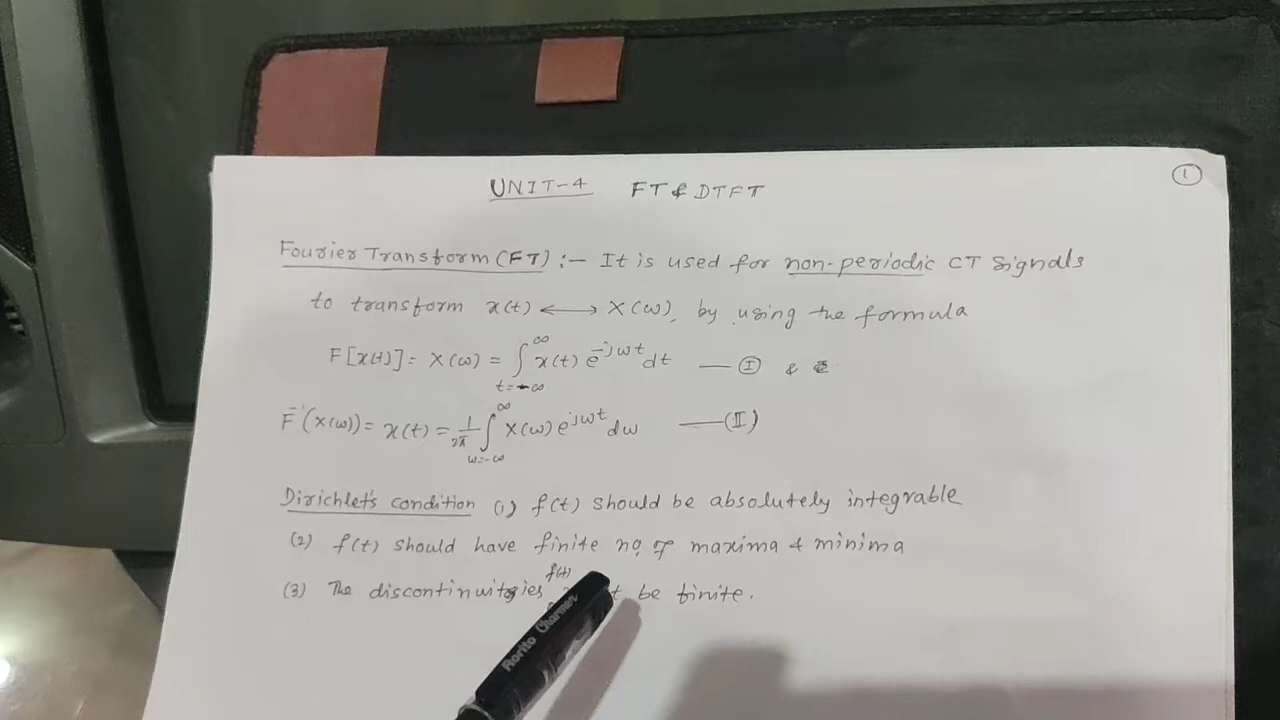 ①
UNIT-4 FT & DTFT
Fourier Transform (FT) :- It is used for non-periodic CT Signals
to transform x(t) ⟷ X(ω), by using the formula
F[x(t)] = X(ω) = ∫_{t=-∞}^{∞} x(t) e^{-jωt} dt — Ⓘ &
F^{-1}(X(ω)) = x(t) = 1/2π ∫_{ω=-∞}^{∞} X(ω) e^{jωt} dω —(II)
Dirichlet's condition (1) f(t) should be absolutely integrable
(2) f(t) should have finite no. of maxima & minima
f(t)
(3) The discontinuities be finite.
Rorito Charmer